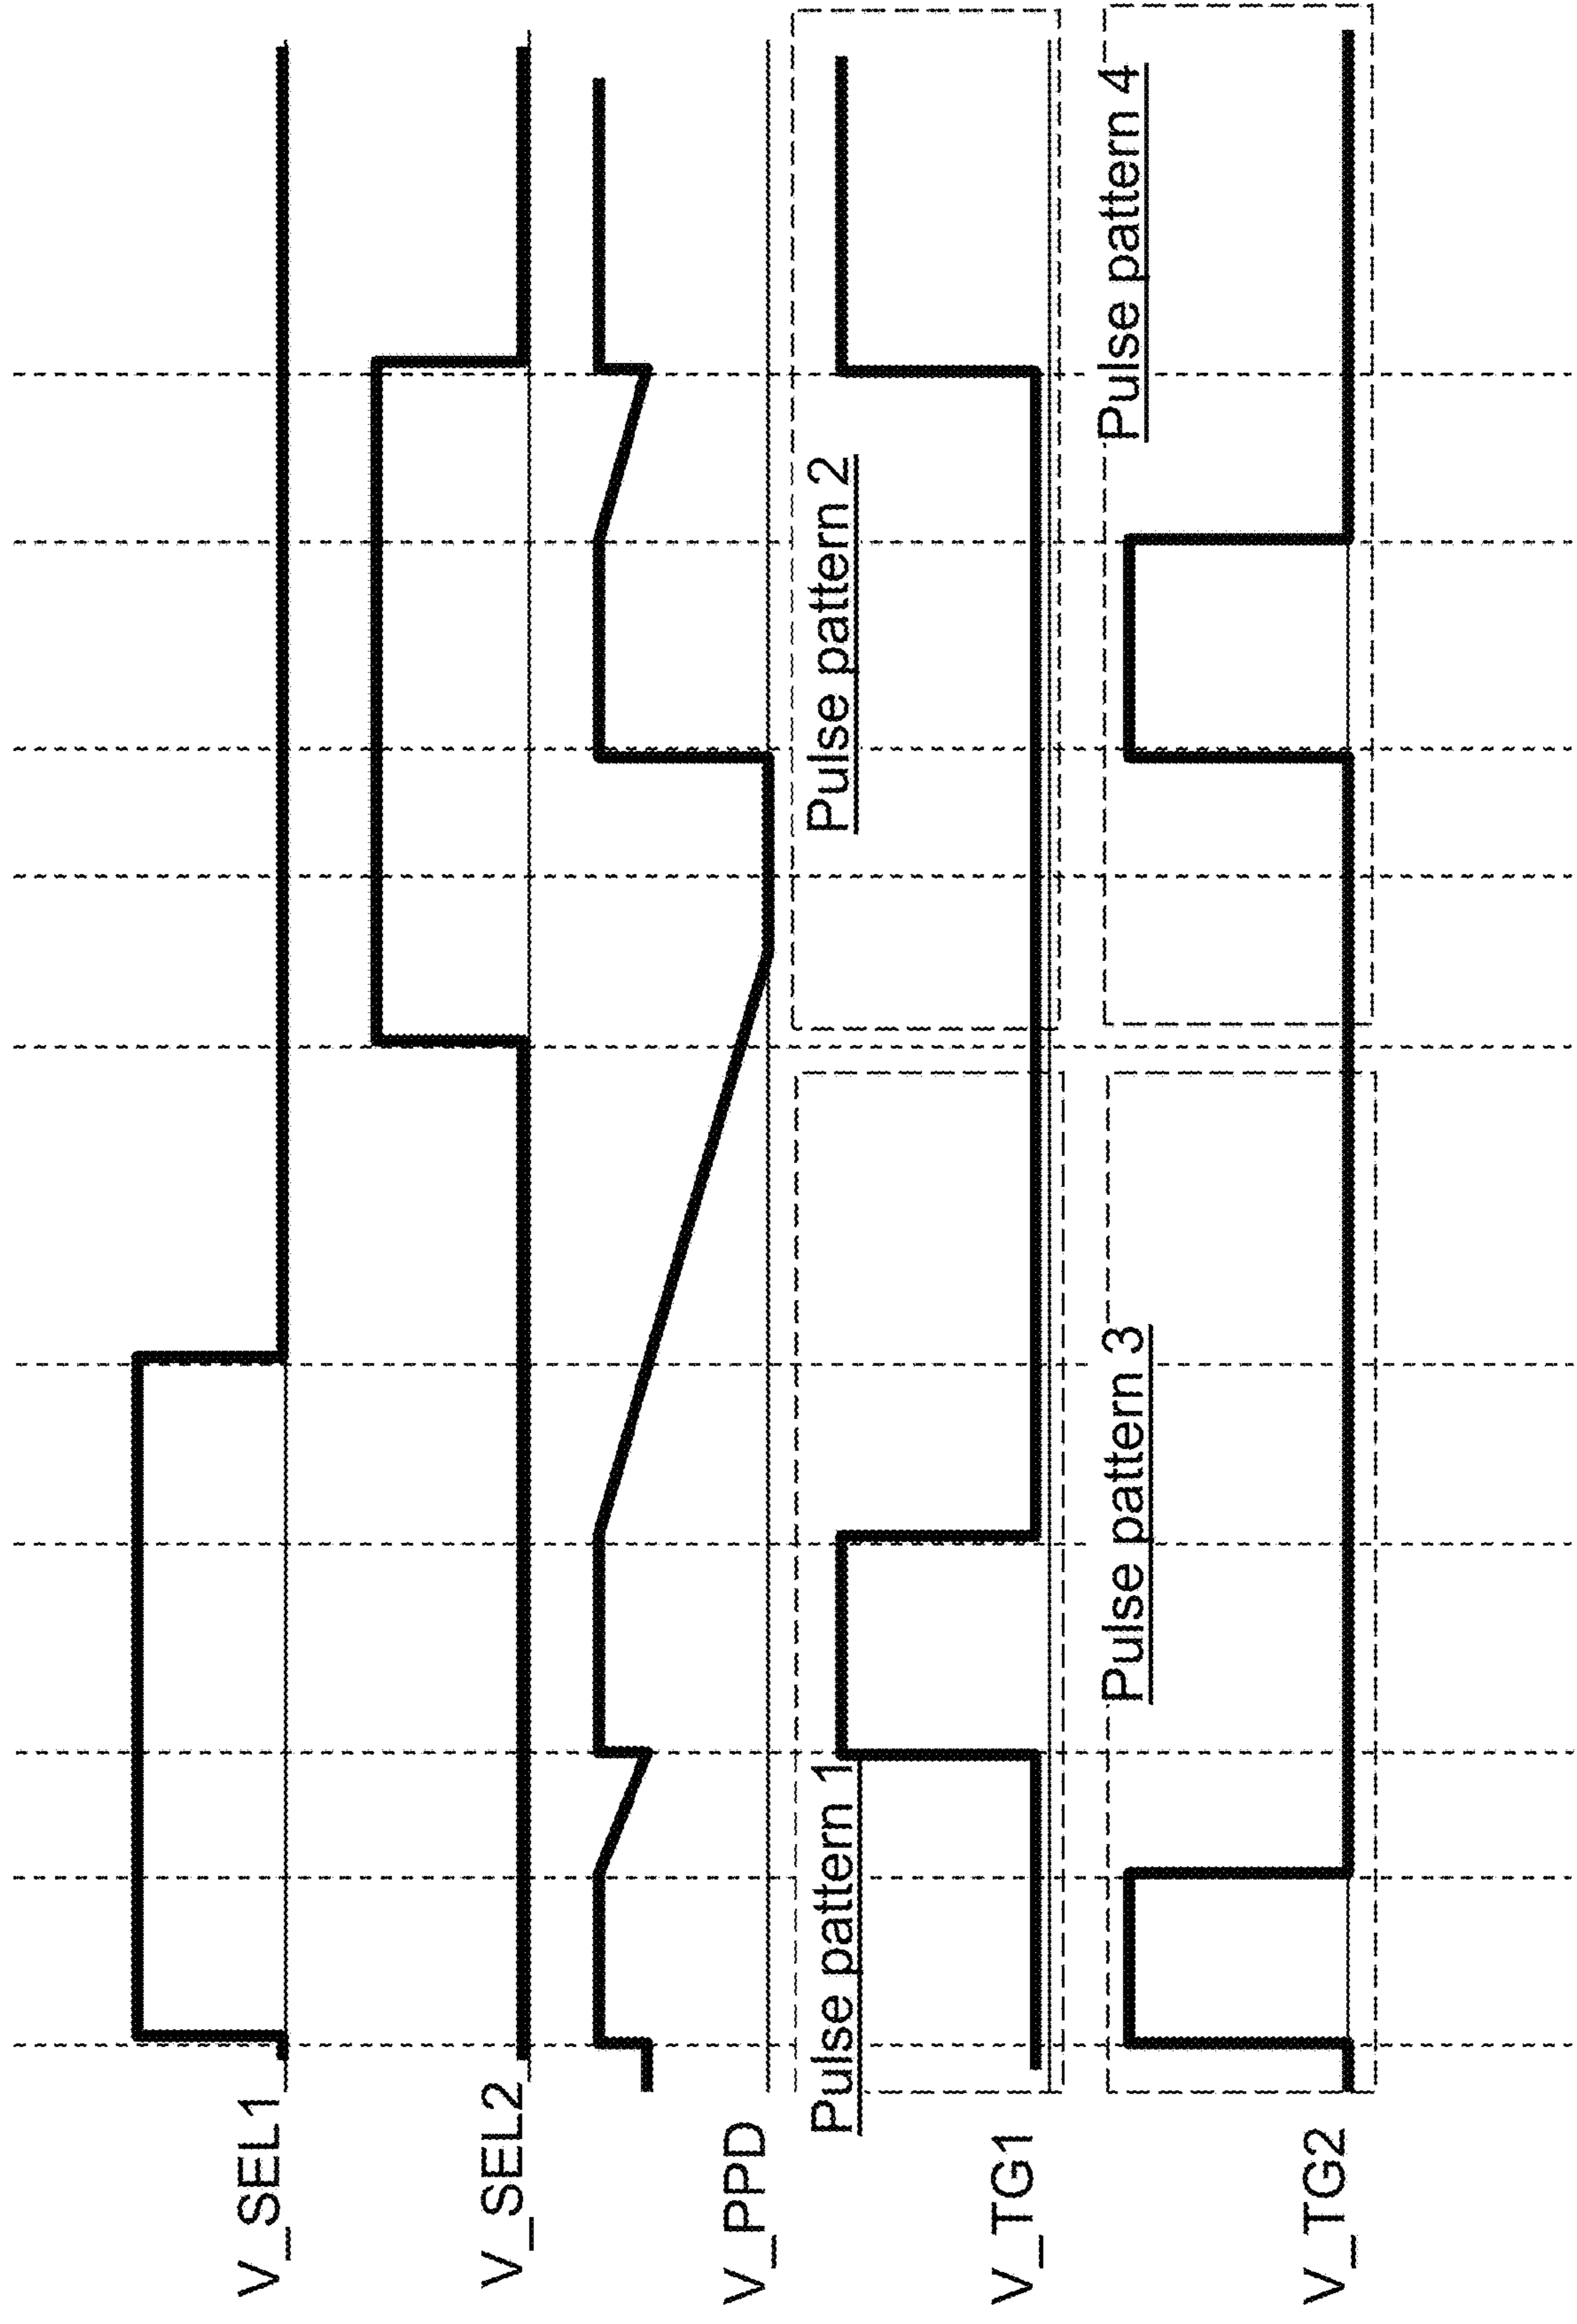 V_SEL1
V_SEL2
V_PPD
Pulse pattern 1
Pulse pattern 2
V_TG1
Pulse pattern 3
Pulse pattern 4
V_TG2